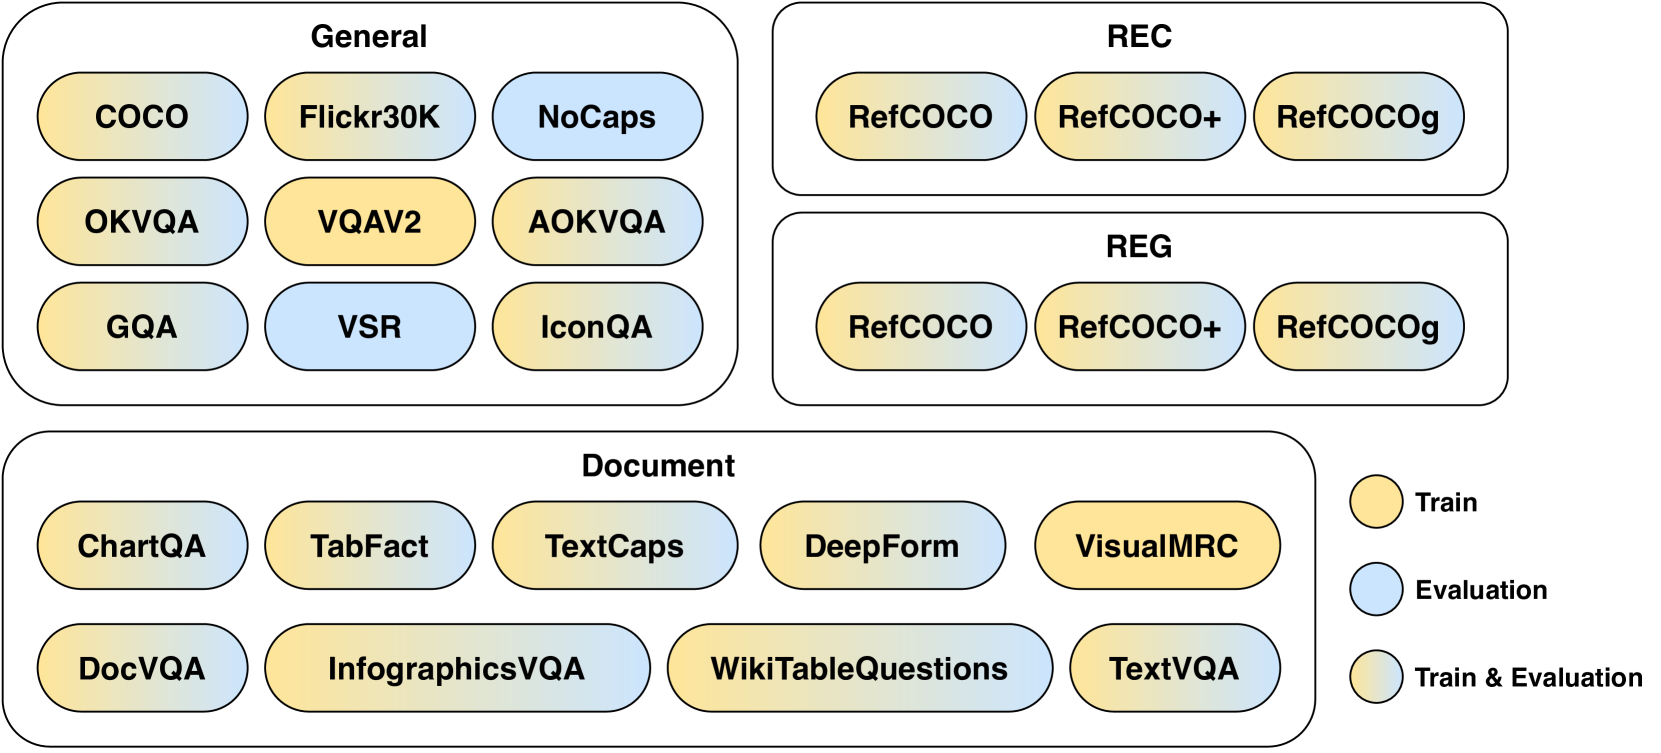 General
COCO
Flickr30K
NoCaps
OKVQA
VQAV2
AOKVQA
GQA
VSR
IconQA
REC
RefCOCO
RefCOCO+
RefCOCOg
REG
RefCOCO
RefCOCO+
RefCOCOg
Document
ChartQA
TabFact
TextCaps
DeepForm
VisualMRC
DocVQA
InfographicsVQA
WikiTableQuestions
TextVQA
Train
Evaluation
Train & Evaluation